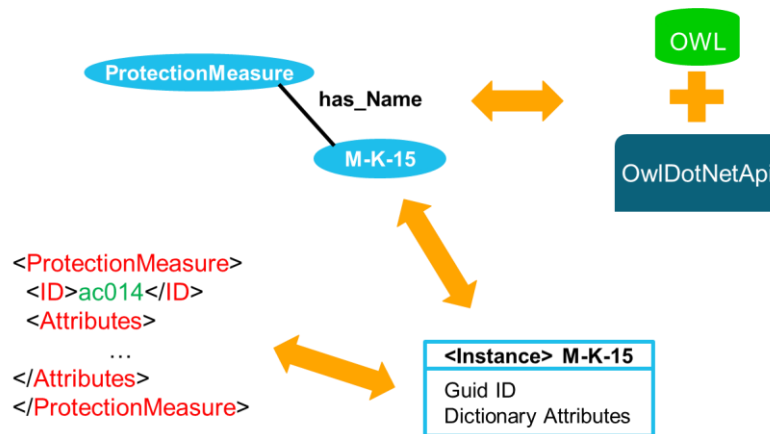 OWL
ProtectionMeasure
has_Name
M-K-15
OwlDotNetApi
<ProtectionMeasure>
<ID>ac014</ID>
<Attributes>
…
</Attributes>
</ProtectionMeasure>
<Instance> M-K-15
Guid ID
Dictionary Attributes